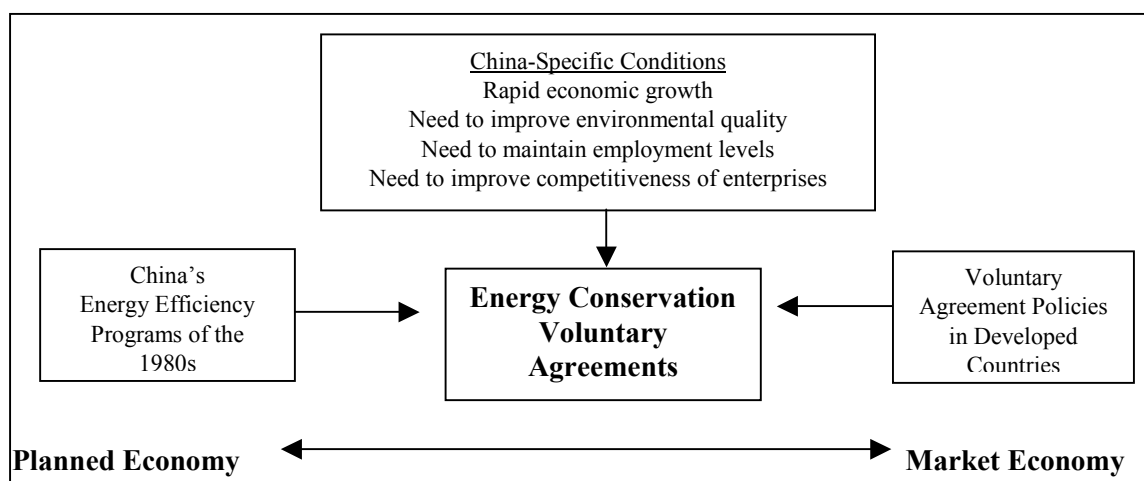 China-Specific Conditions
Rapid economic growth
Need to improve environmental quality
Need to maintain employment levels
Need to improve competitiveness of enterprises
China’s
Energy Efficiency
Programs of the
1980s
Energy Conservation
Voluntary
Agreements
Voluntary
Agreement Policies
in Developed
Countries
Planned Economy
Market Economy